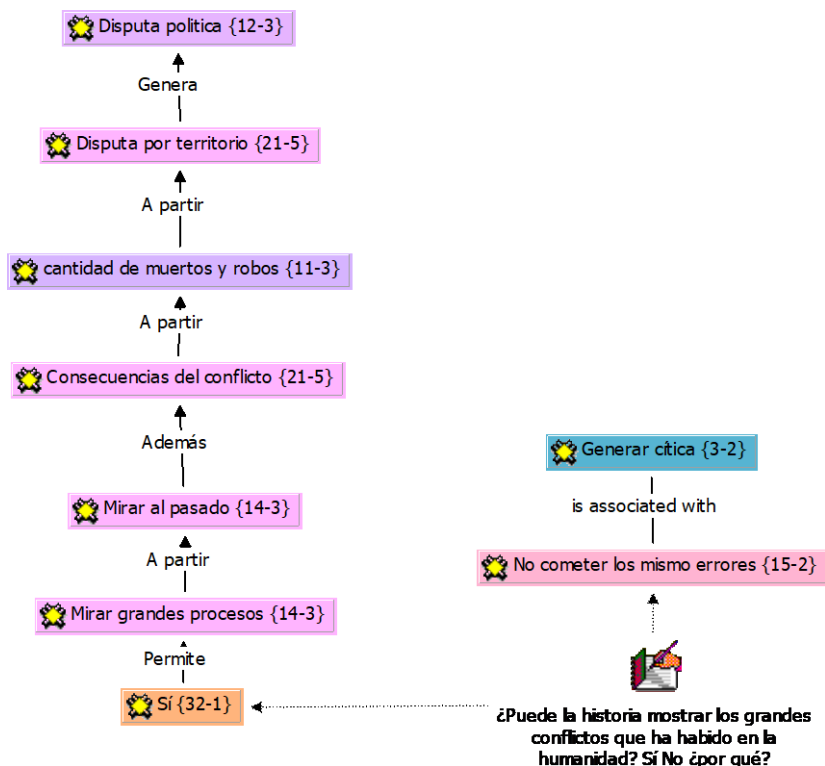 Disputa politica {12-3}
Genera
Disputa por territorio {21-5}
A partir
cantidad de muertos y robos {11-3}
A partir
Consecuencias del conflicto {21-5}
Además
Mirar al pasado {14-3}
A partir
Mirar grandes procesos {14-3}
Permite
Sí {32-1}
Generar cítica {3-2}
is associated with
No cometer los mismo errores {15-2}
¿Puede la historia mostrar los grandes
conflictos que ha habido en la
humanidad? Sí No ¿por qué?